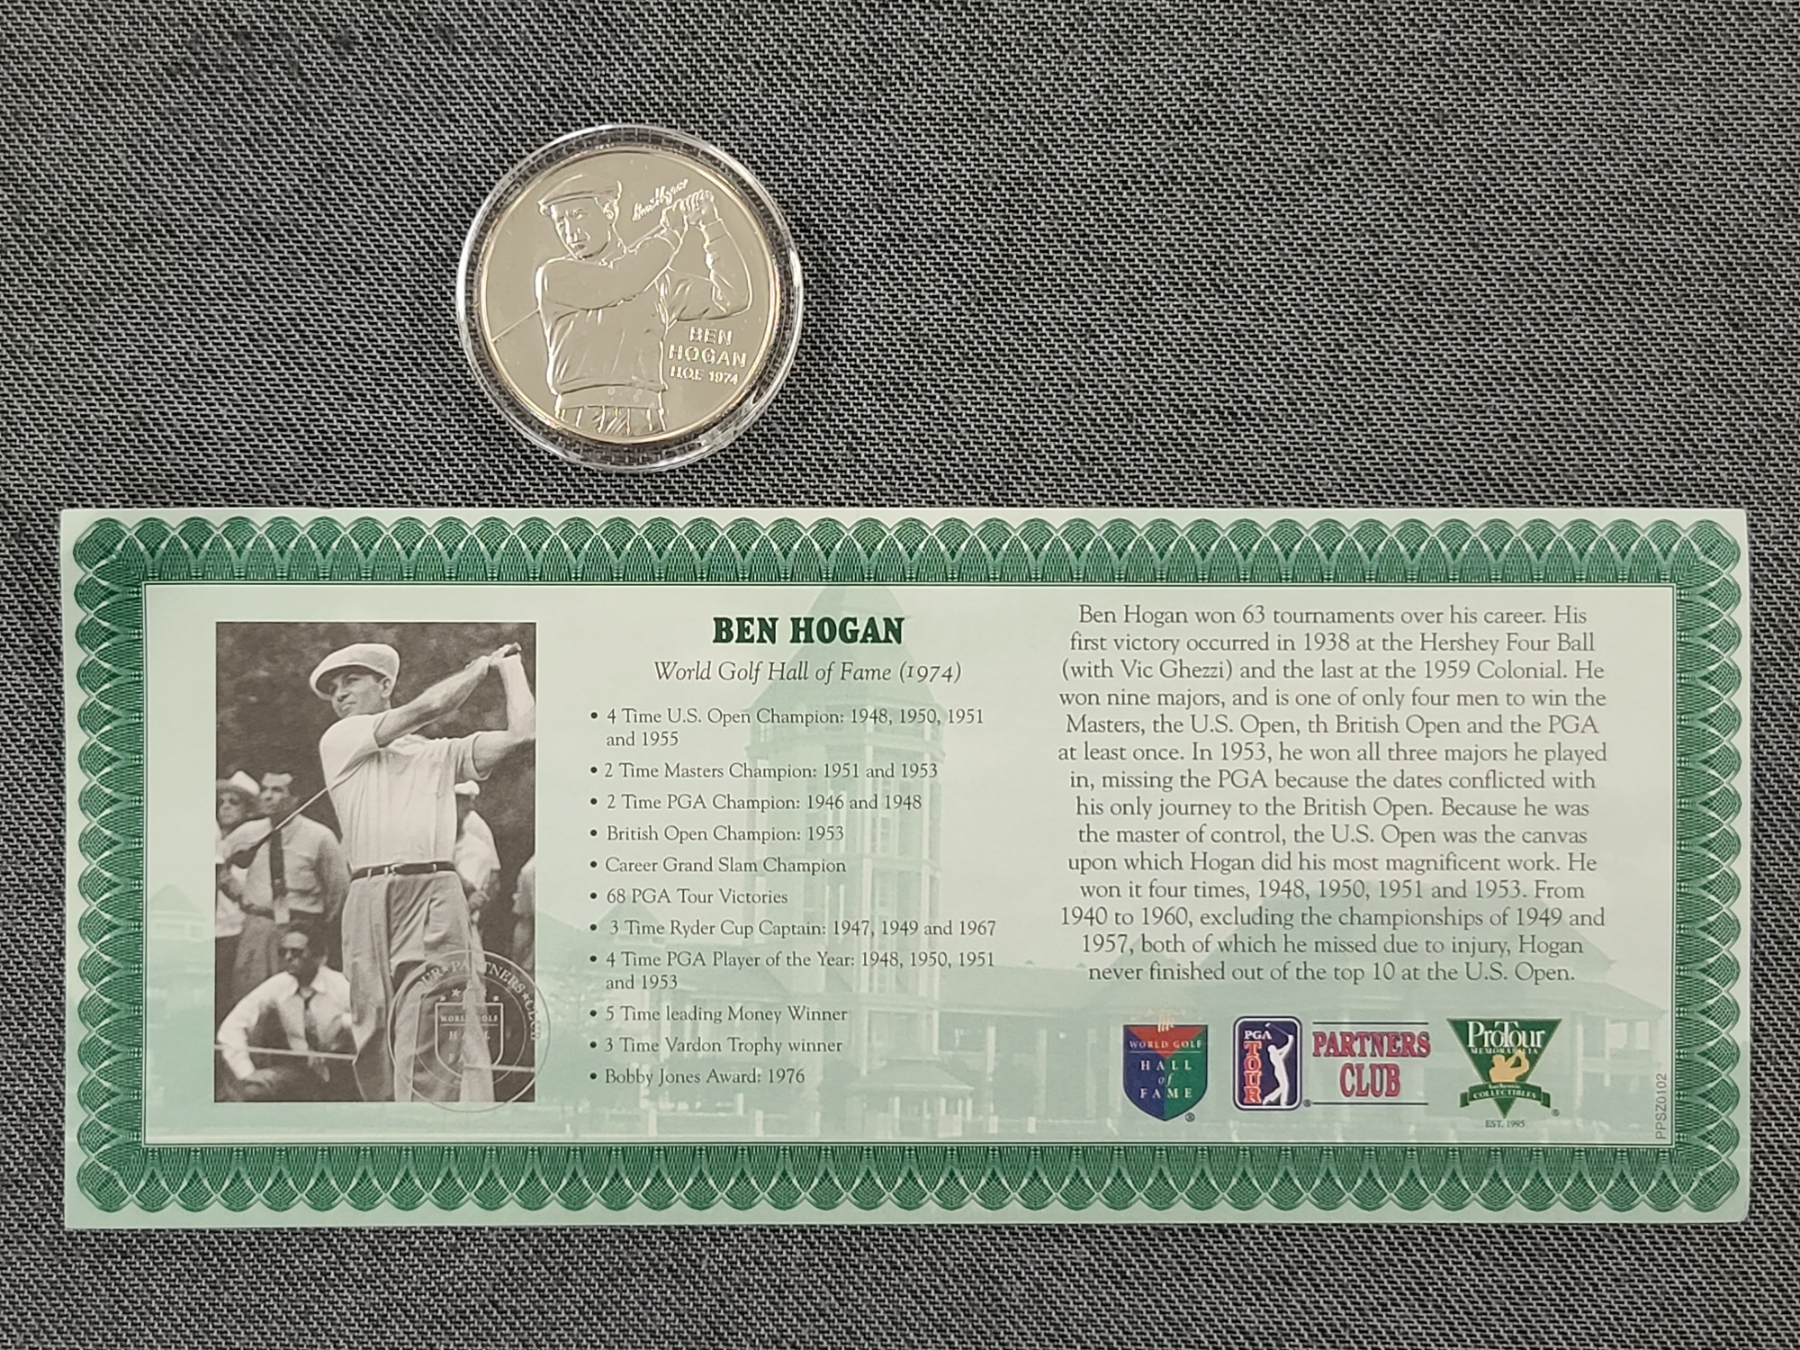 Ben Hogan
BEN
HOGAN
H.O.F. 1974
BEN HOGAN
World Golf Hall of Fame (1974)
• 4 Time U.S. Open Champion: 1948, 1950, 1951
and 1955
• 2 Time Masters Champion: 1951 and 1953
• 2 Time PGA Champion: 1946 and 1948
• British Open Champion: 1953
• Career Grand Slam Champion
• 68 PGA Tour Victories
• 3 Time Ryder Cup Captain: 1947, 1949 and 1967
• 4 Time PGA Player of the Year: 1948, 1950, 1951
and 1953
• 5 Time leading Money Winner
• 3 Time Vardon Trophy winner
• Bobby Jones Award: 1976
Ben Hogan won 63 tournaments over his career. His
first victory occurred in 1938 at the Hershey Four Ball
(with Vic Ghezzi) and the last at the 1959 Colonial. He
won nine majors, and is one of only four men to win the
Masters, the U.S. Open, th British Open and the PGA
at least once. In 1953, he won all three majors he played
in, missing the PGA because the dates conflicted with
his only journey to the British Open. Because he was
the master of control, the U.S. Open was the canvas
upon which Hogan did his most magnificent work. He
won it four times, 1948, 1950, 1951 and 1953. From
1940 to 1960, excluding the championships of 1949 and
1957, both of which he missed due to injury, Hogan
never finished out of the top 10 at the U.S. Open.
PARTNERS CLUB
WORLD GOLF
HALL
the
WORLD GOLF
HALL
of
FAME
®
PGA
TOUR
®
PARTNERS
CLUB
ProTour
MEMORABILIA
Authentic
COLLECTIBLES
®
EST. 1995
PPSZ0102